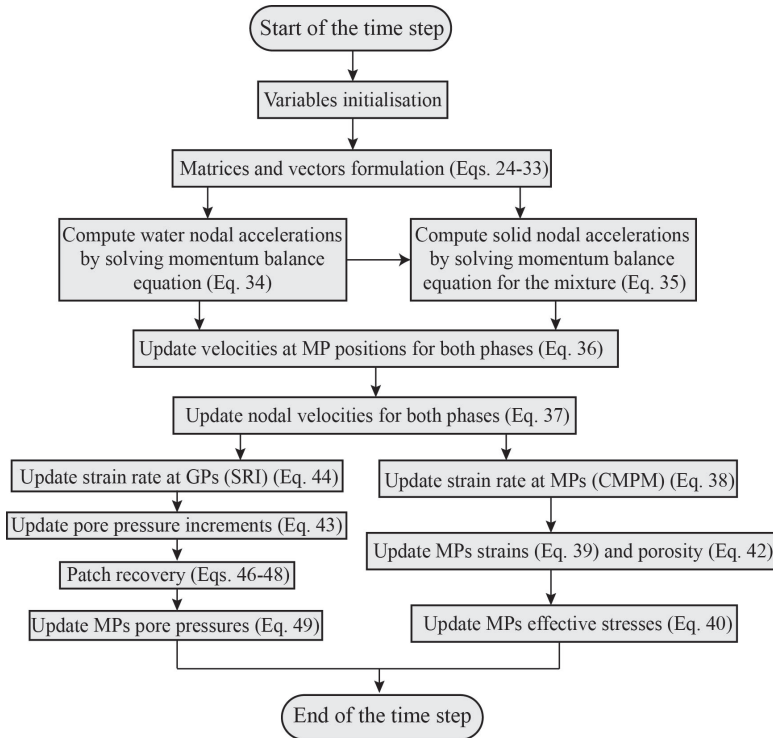 Start of the time step
Variables initialisation
Matrices and vectors formulation (Eqs. 24-33)
Compute water nodal accelerations
by solving momentum balance
equation (Eq. 34)
Compute solid nodal accelerations
by solving momentum balance
equation for the mixture (Eq. 35)
Update velocities at MP positions for both phases (Eq. 36)
Update nodal velocities for both phases (Eq. 37)
Update strain rate at GPs (SRI) (Eq. 44)
Update pore pressure increments (Eq. 43)
Patch recovery (Eqs. 46-48)
Update MPs pore pressures (Eq. 49)
Update strain rate at MPs (CMPM) (Eq. 38)
Update MPs strains (Eq. 39) and porosity (Eq. 42)
Update MPs effective stresses (Eq. 40)
End of the time step